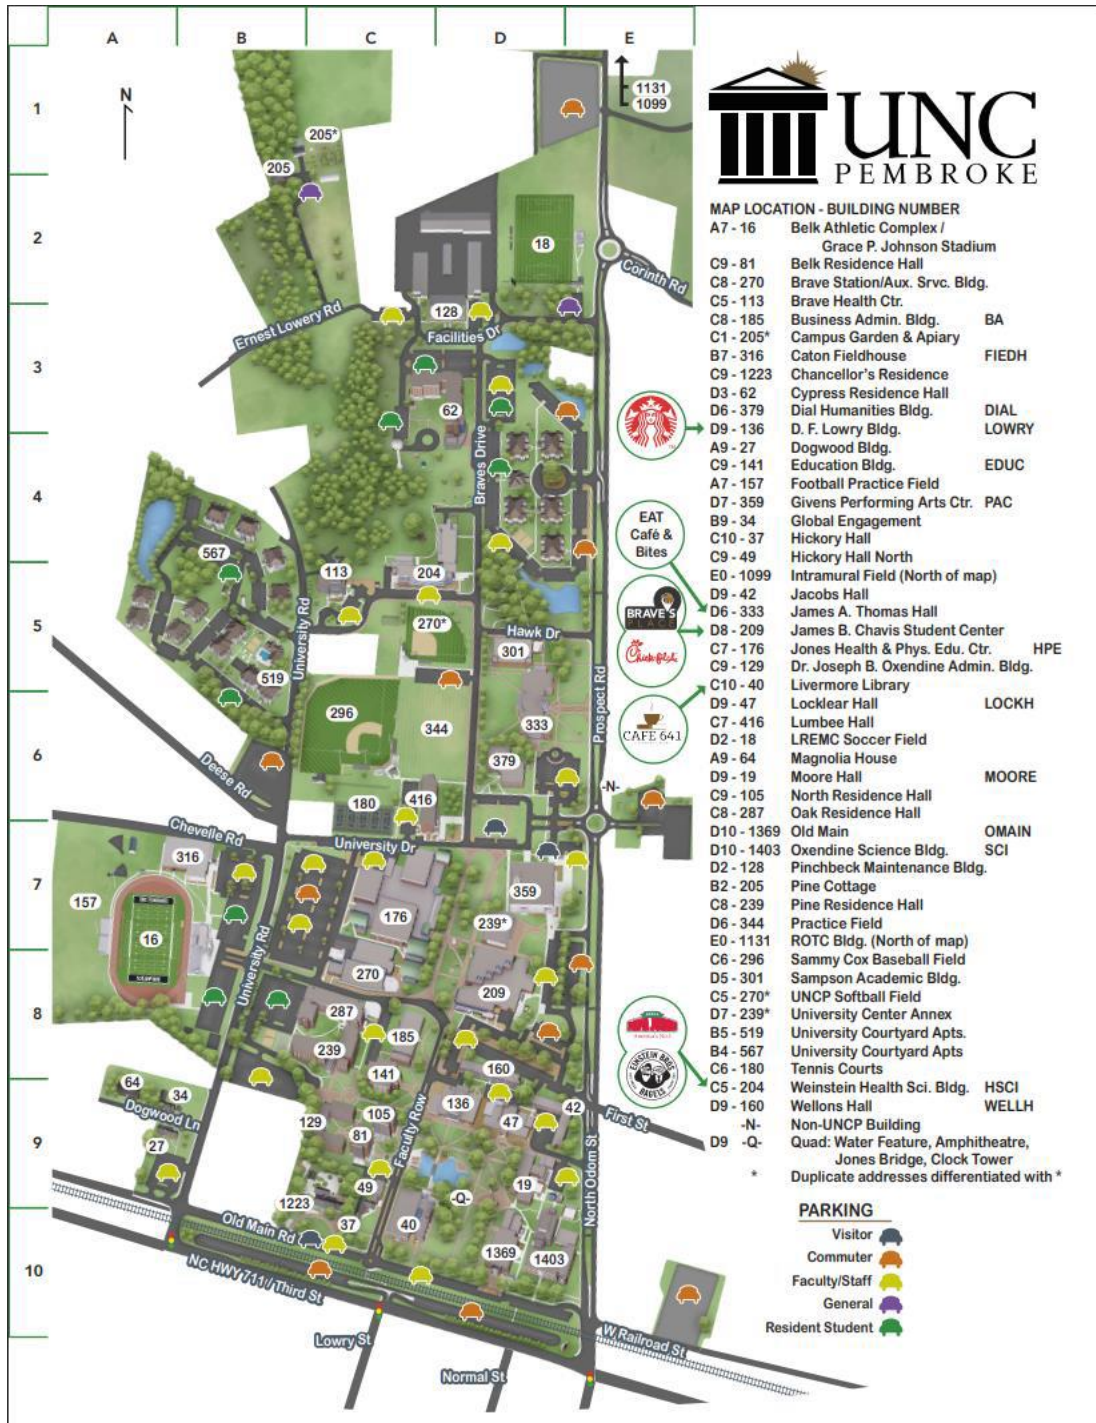 A B C D E
1
2
3
4
5
6
7
8
9
10
N
1131
1099
205*
205
18
Corinth Rd
Ernest Lowery Rd
128
Facilities Dr
62
Braves Drive
567
113
204
270*
Hawk Dr
301
519
University Rd
Prospect Rd
296
344
333
379
Deese Rd
-N-
180
416
Chevelle Rd
University Dr
316
157
16
359
176
239*
University Rd
270
209
287
185
239
160
141
64
34
Dogwood Ln
136
42
105
47
129
First St
81
27
Faculty Row
49
19
-Q-
North Odom St
1223
37
40
Old Main Rd
1369
1403
NC HWY 711 / Third St
Lowry St
W Railroad St
Normal St
UNC
PEMBROKE
MAP LOCATION - BUILDING NUMBER
A7 - 16 Belk Athletic Complex /
Grace P. Johnson Stadium
C9 - 81 Belk Residence Hall
C8 - 270 Brave Station/Aux. Srvc. Bldg.
C5 - 113 Brave Health Ctr.
C8 - 185 Business Admin. Bldg. BA
C1 - 205* Campus Garden & Apiary
B7 - 316 Caton Fieldhouse FIEDH
C9 - 1223 Chancellor's Residence
D3 - 62 Cypress Residence Hall
D6 - 379 Dial Humanities Bldg. DIAL
D9 - 136 D. F. Lowry Bldg. LOWRY
A9 - 27 Dogwood Bldg.
C9 - 141 Education Bldg. EDUC
A7 - 157 Football Practice Field
D7 - 359 Givens Performing Arts Ctr. PAC
B9 - 34 Global Engagement
C10 - 37 Hickory Hall
C9 - 49 Hickory Hall North
E0 - 1099 Intramural Field (North of map)
D9 - 42 Jacobs Hall
D6 - 333 James A. Thomas Hall
D8 - 209 James B. Chavis Student Center
C7 - 176 Jones Health & Phys. Edu. Ctr. HPE
C9 - 129 Dr. Joseph B. Oxendine Admin. Bldg.
C10 - 40 Livermore Library
D9 - 47 Locklear Hall LOCKH
C7 - 416 Lumbee Hall
D2 - 18 LREMC Soccer Field
A9 - 64 Magnolia House
D9 - 19 Moore Hall MOORE
C9 - 105 North Residence Hall
C8 - 287 Oak Residence Hall
D10 - 1369 Old Main OMAIN
D10 - 1403 Oxendine Science Bldg. SCI
D2 - 128 Pinchbeck Maintenance Bldg.
B2 - 205 Pine Cottage
C8 - 239 Pine Residence Hall
D6 - 344 Practice Field
E0 - 1131 ROTC Bldg. (North of map)
C6 - 296 Sammy Cox Baseball Field
D5 - 301 Sampson Academic Bldg.
C5 - 270* UNCP Softball Field
D7 - 239* University Center Annex
B5 - 519 University Courtyard Apts.
B4 - 567 University Courtyard Apts
C6 - 180 Tennis Courts
C5 - 204 Weinstein Health Sci. Bldg. HSCI
D9 - 160 Wellons Hall WELLH
-N- Non-UNCP Building
D9 -Q- Quad: Water Feature, Amphitheatre,
Jones Bridge, Clock Tower
* Duplicate addresses differentiated with *
EAT
Café &
Bites
BRAVE'S
PLACE
Chick-fil-A
CAFE 641
EINSTEIN BROS
BAGELS
PARKING
Visitor
Commuter
Faculty/Staff
General
Resident Student